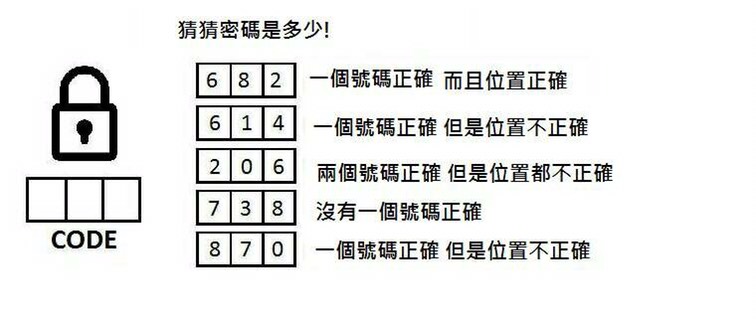 猜猜密碼是多少!
6 8 2 一個號碼正確 而且位置正確
6 1 4 一個號碼正確 但是位置不正確
2 0 6 兩個號碼正確 但是位置都不正確
7 3 8 沒有一個號碼正確
8 7 0 一個號碼正確 但是位置不正確
CODE